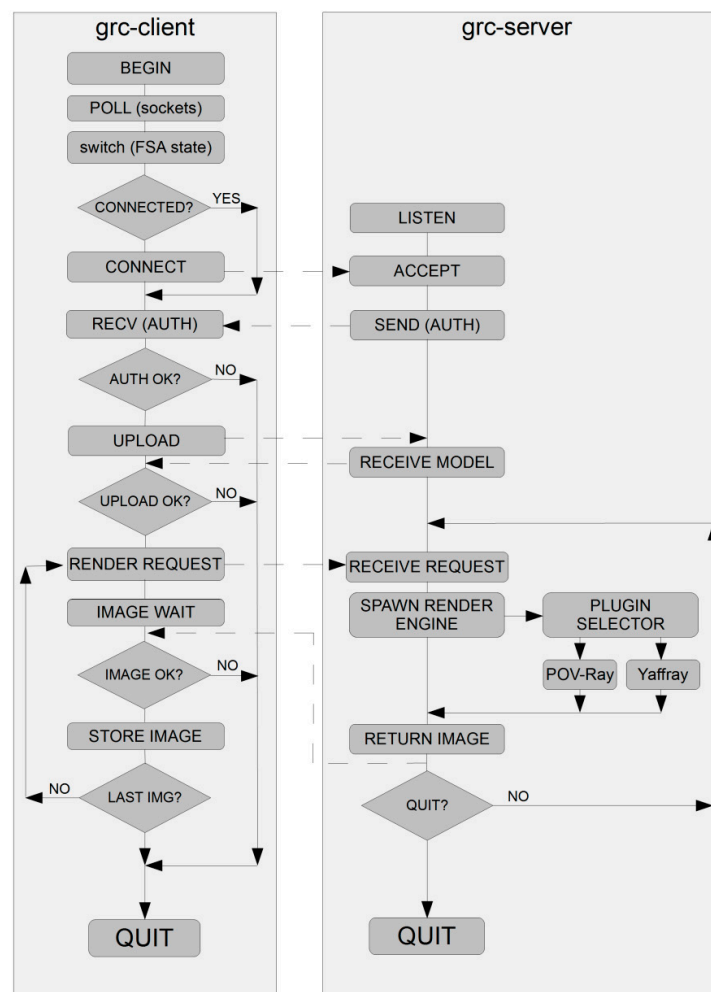 grc-client
BEGIN
POLL (sockets)
switch (FSA state)
CONNECTED?
YES
CONNECT
RECV (AUTH)
AUTH OK?
NO
UPLOAD
UPLOAD OK?
NO
RENDER REQUEST
IMAGE WAIT
IMAGE OK?
NO
STORE IMAGE
NO
LAST IMG?
QUIT
grc-server
LISTEN
ACCEPT
SEND (AUTH)
RECEIVE MODEL
RECEIVE REQUEST
SPAWN RENDER
ENGINE
PLUGIN
SELECTOR
POV-Ray
Yaffray
RETURN IMAGE
QUIT?
NO
QUIT